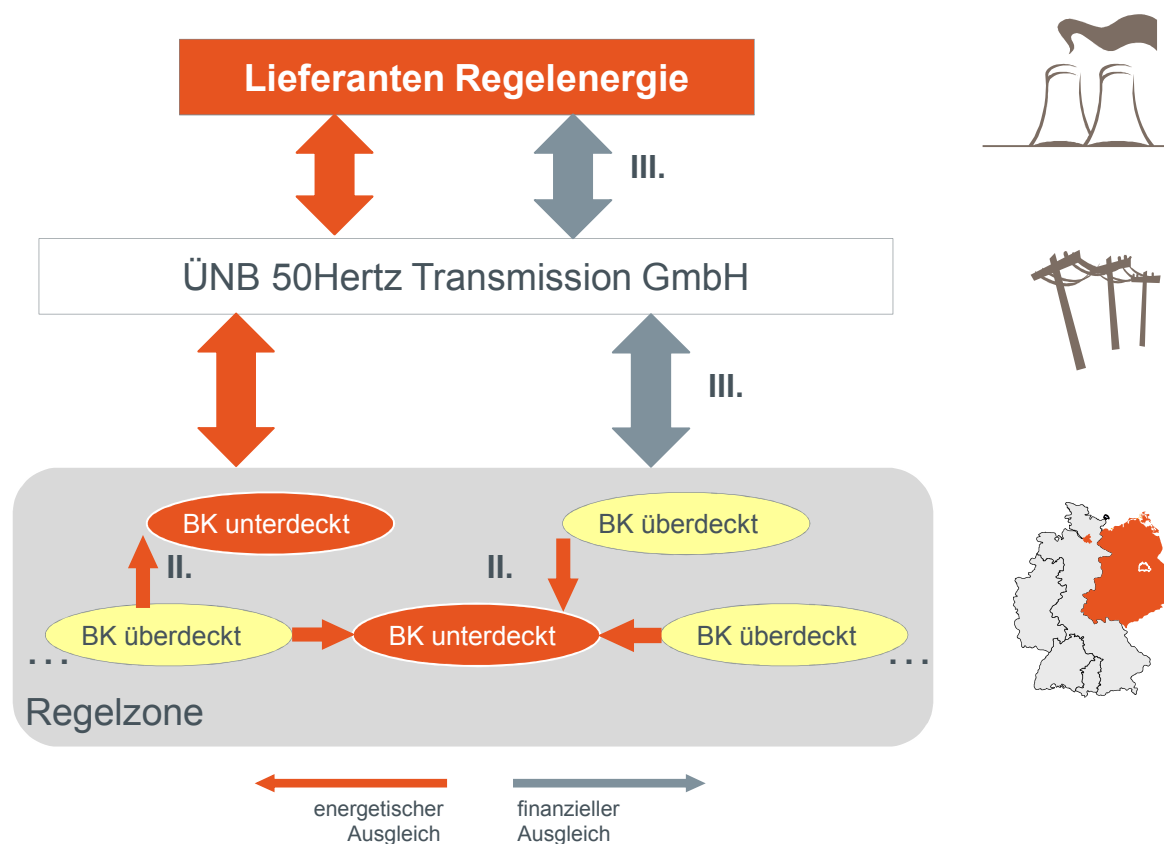 Lieferanten Regelenergie
III.
ÜNB 50Hertz Transmission GmbH
III.
BK unterdeckt
BK überdeckt
II.
II.
BK überdeckt
BK unterdeckt
BK überdeckt
...
...
Regelzone
energetischer
Ausgleich
finanzieller
Ausgleich